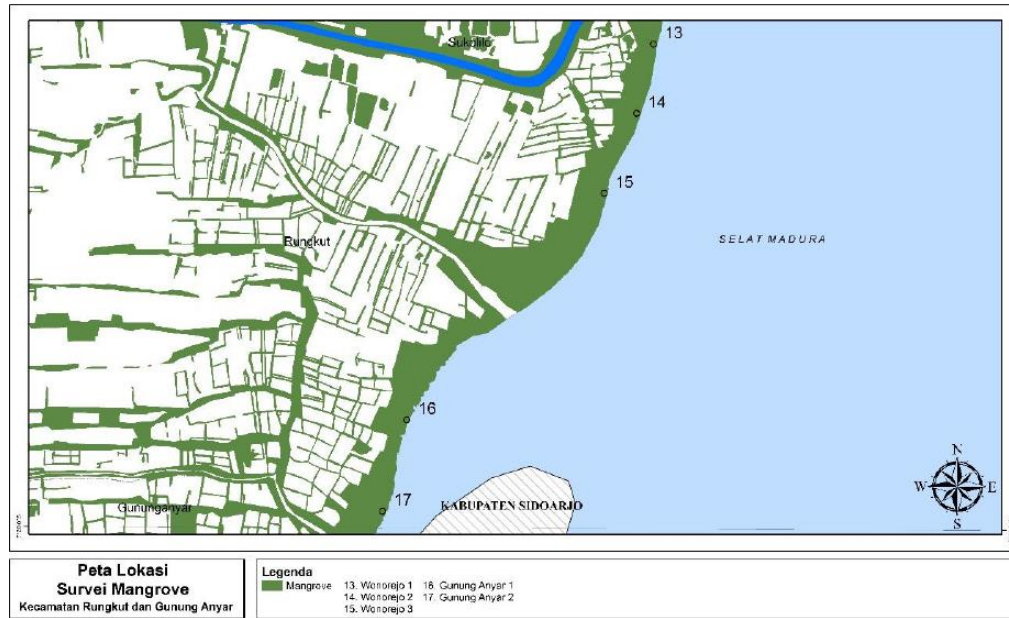 Sukolilo
13
14
15
SELAT MADURA
Rungkut
16
N
W E
S
17
KABUPATEN SIDOARJO
Gununganyar
Peta Lokasi
Survei Mangrove
Kecamatan Rungkut dan Gunung Anyar
Legenda
Mangrove 13. Wonorejo 1 16. Gunung Anyar 1
14. Wonorejo 2 17. Gunung Anyar 2
15. Wonorejo 3